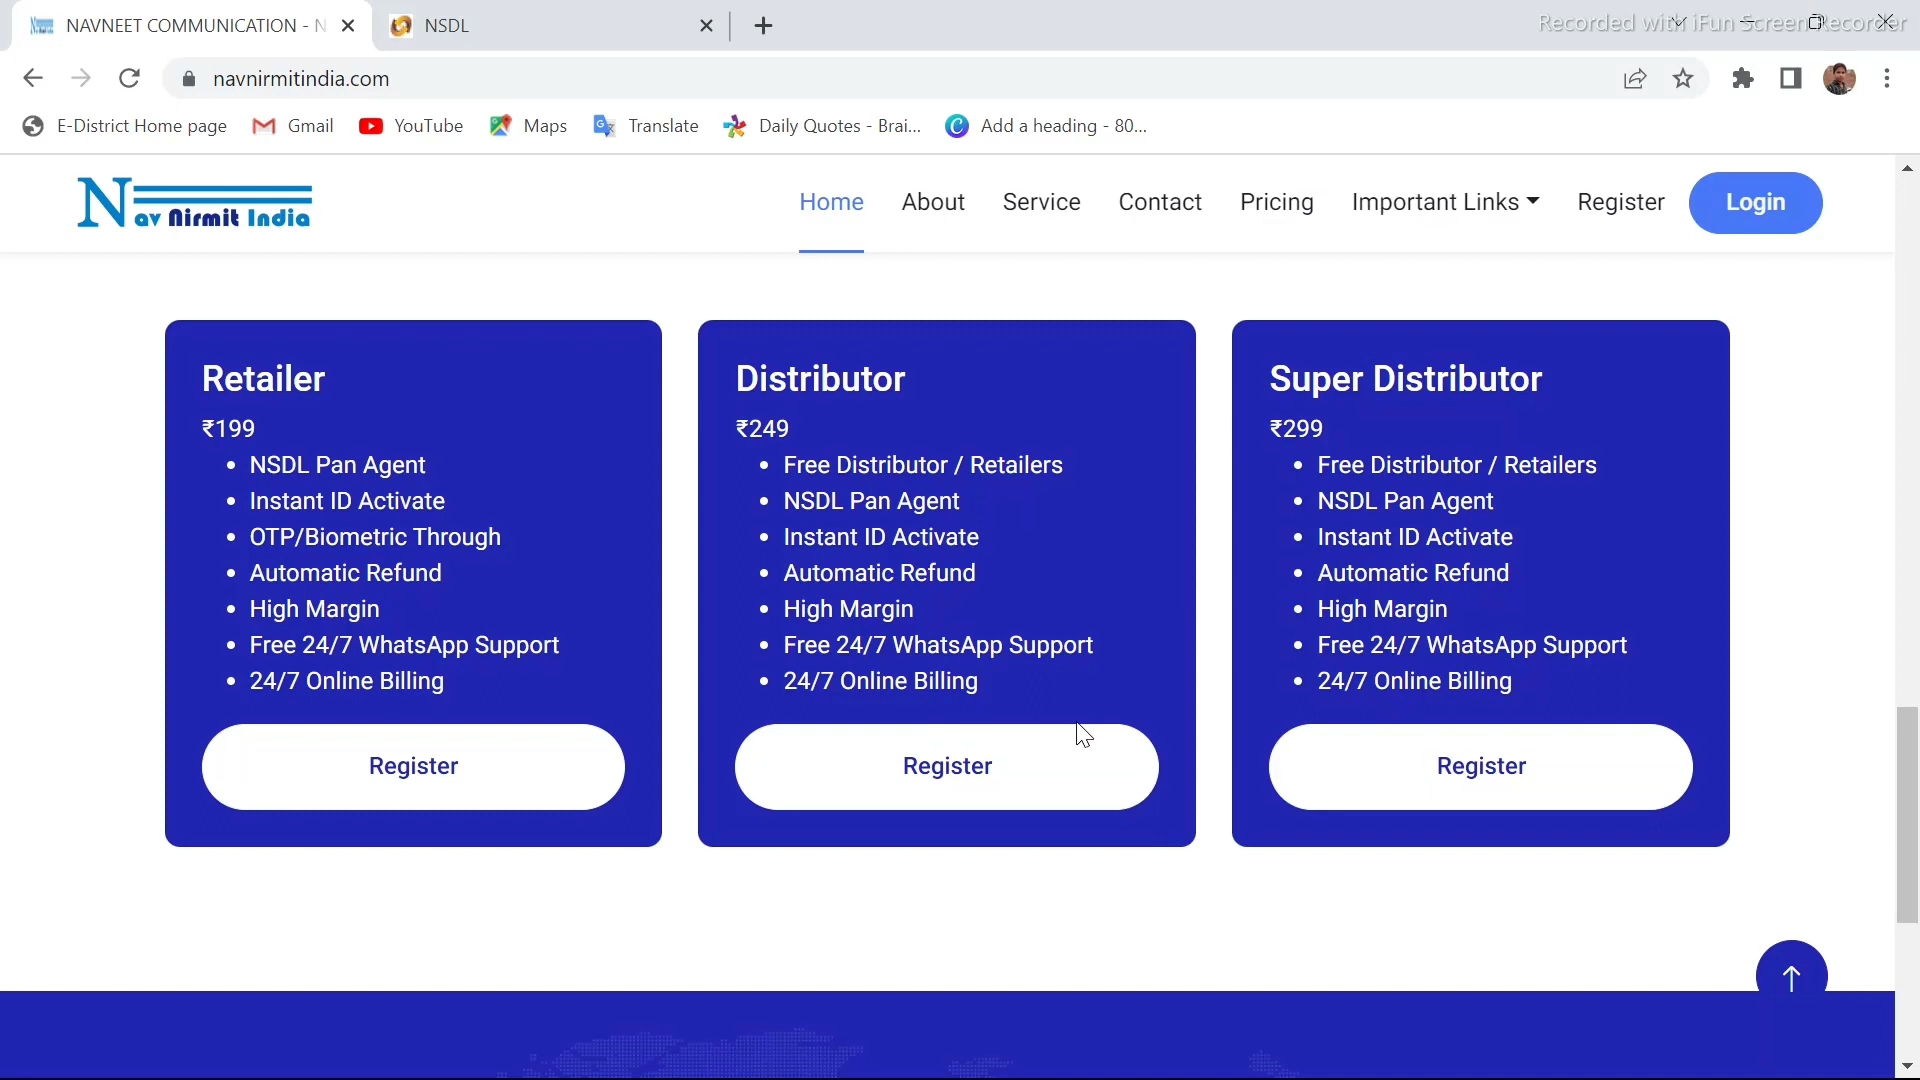 NAVNEET COMMUNICATION - N
NSDL
Recorded with iFun Screen Recorder
navnirmitindia.com
E-District Home page
Gmail
YouTube
Maps
Translate
Daily Quotes - Brai...
Add a heading - 80...
Nav Nirmit India
Home
About
Service
Contact
Pricing
Important Links
Register
Login
Retailer
₹199
• NSDL Pan Agent
• Instant ID Activate
• OTP/Biometric Through
• Automatic Refund
• High Margin
• Free 24/7 WhatsApp Support
• 24/7 Online Billing
Register
Distributor
₹249
• Free Distributor / Retailers
• NSDL Pan Agent
• Instant ID Activate
• Automatic Refund
• High Margin
• Free 24/7 WhatsApp Support
• 24/7 Online Billing
Register
Super Distributor
₹299
• Free Distributor / Retailers
• NSDL Pan Agent
• Instant ID Activate
• Automatic Refund
• High Margin
• Free 24/7 WhatsApp Support
• 24/7 Online Billing
Register